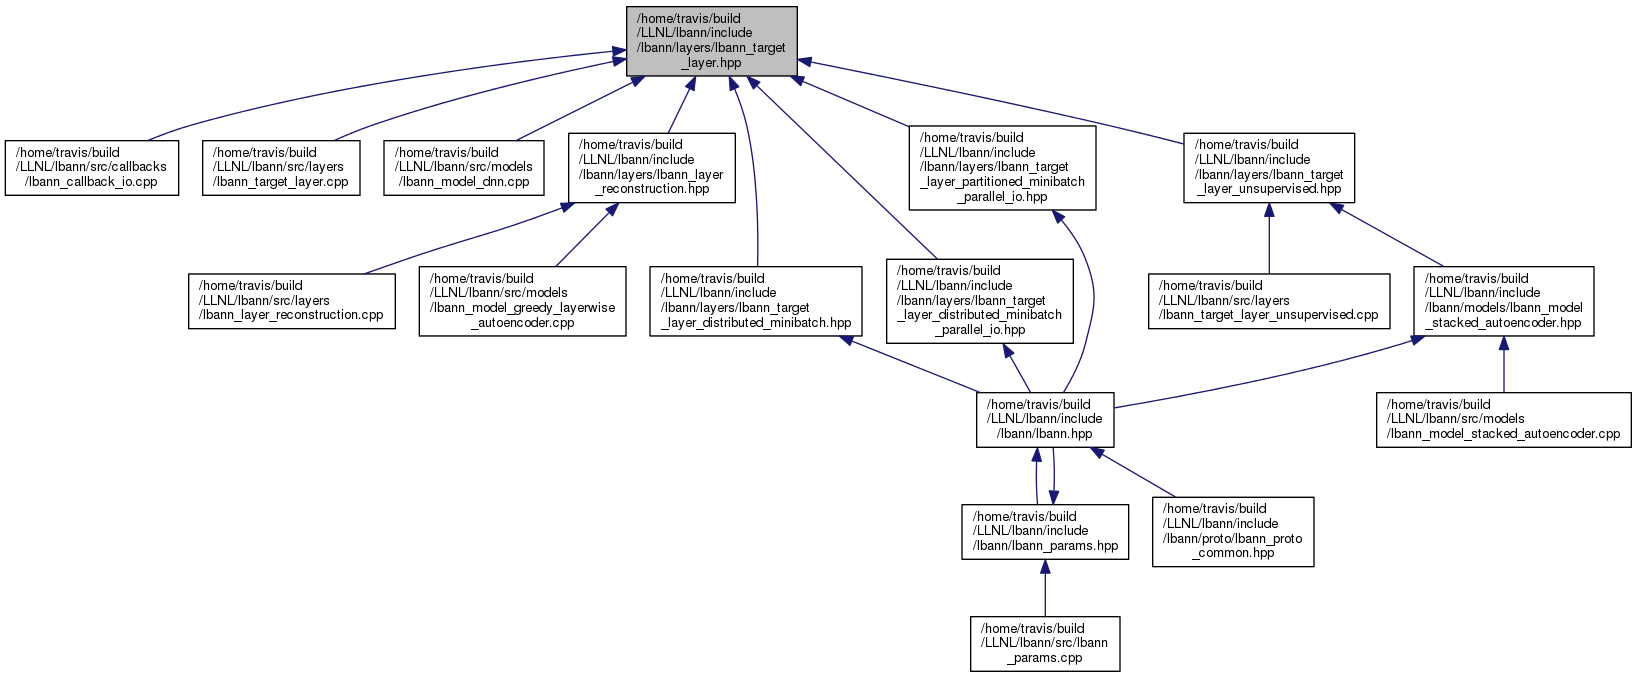 /home/travis/build
/LLNL/lbann/include
/lbann/layers/lbann_target
_layer.hpp
/home/travis/build
/LLNL/lbann/src/callbacks
/lbann_callback_io.cpp
/home/travis/build
/LLNL/lbann/src/layers
/lbann_target_layer.cpp
/home/travis/build
/LLNL/lbann/src/models
/lbann_model_dnn.cpp
/home/travis/build
/LLNL/lbann/include
/lbann/layers/lbann_layer
_reconstruction.hpp
/home/travis/build
/LLNL/lbann/include
/lbann/layers/lbann_target
_layer_partitioned_minibatch
_parallel_io.hpp
/home/travis/build
/LLNL/lbann/include
/lbann/layers/lbann_target
_layer_unsupervised.hpp
/home/travis/build
/LLNL/lbann/src/layers
/lbann_layer_reconstruction.cpp
/home/travis/build
/LLNL/lbann/src/models
/lbann_model_greedy_layerwise
_autoencoder.cpp
/home/travis/build
/LLNL/lbann/include
/lbann/layers/lbann_target
_layer_distributed_minibatch.hpp
/home/travis/build
/LLNL/lbann/include
/lbann/layers/lbann_target
_layer_distributed_minibatch
_parallel_io.hpp
/home/travis/build
/LLNL/lbann/src/layers
/lbann_target_layer_unsupervised.cpp
/home/travis/build
/LLNL/lbann/include
/lbann/models/lbann_model
_stacked_autoencoder.hpp
/home/travis/build
/LLNL/lbann/include
/lbann/lbann.hpp
/home/travis/build
/LLNL/lbann/src/models
/lbann_model_stacked_autoencoder.cpp
/home/travis/build
/LLNL/lbann/include
/lbann/lbann_params.hpp
/home/travis/build
/LLNL/lbann/include
/lbann/proto/lbann_proto
_common.hpp
/home/travis/build
/LLNL/lbann/src/lbann
_params.cpp